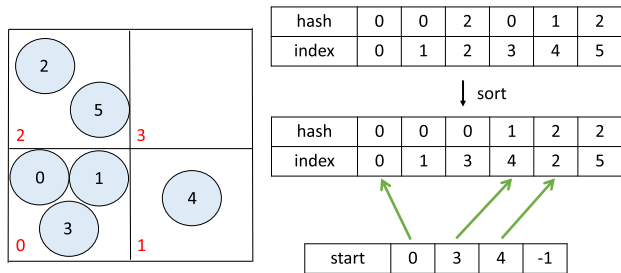 2
5
2 3
0 1
4
3
0 1
hash 0 0 2 0 1 2
index 0 1 2 3 4 5
sort
hash 0 0 0 1 2 2
index 0 1 3 4 2 5
start 0 3 4 -1